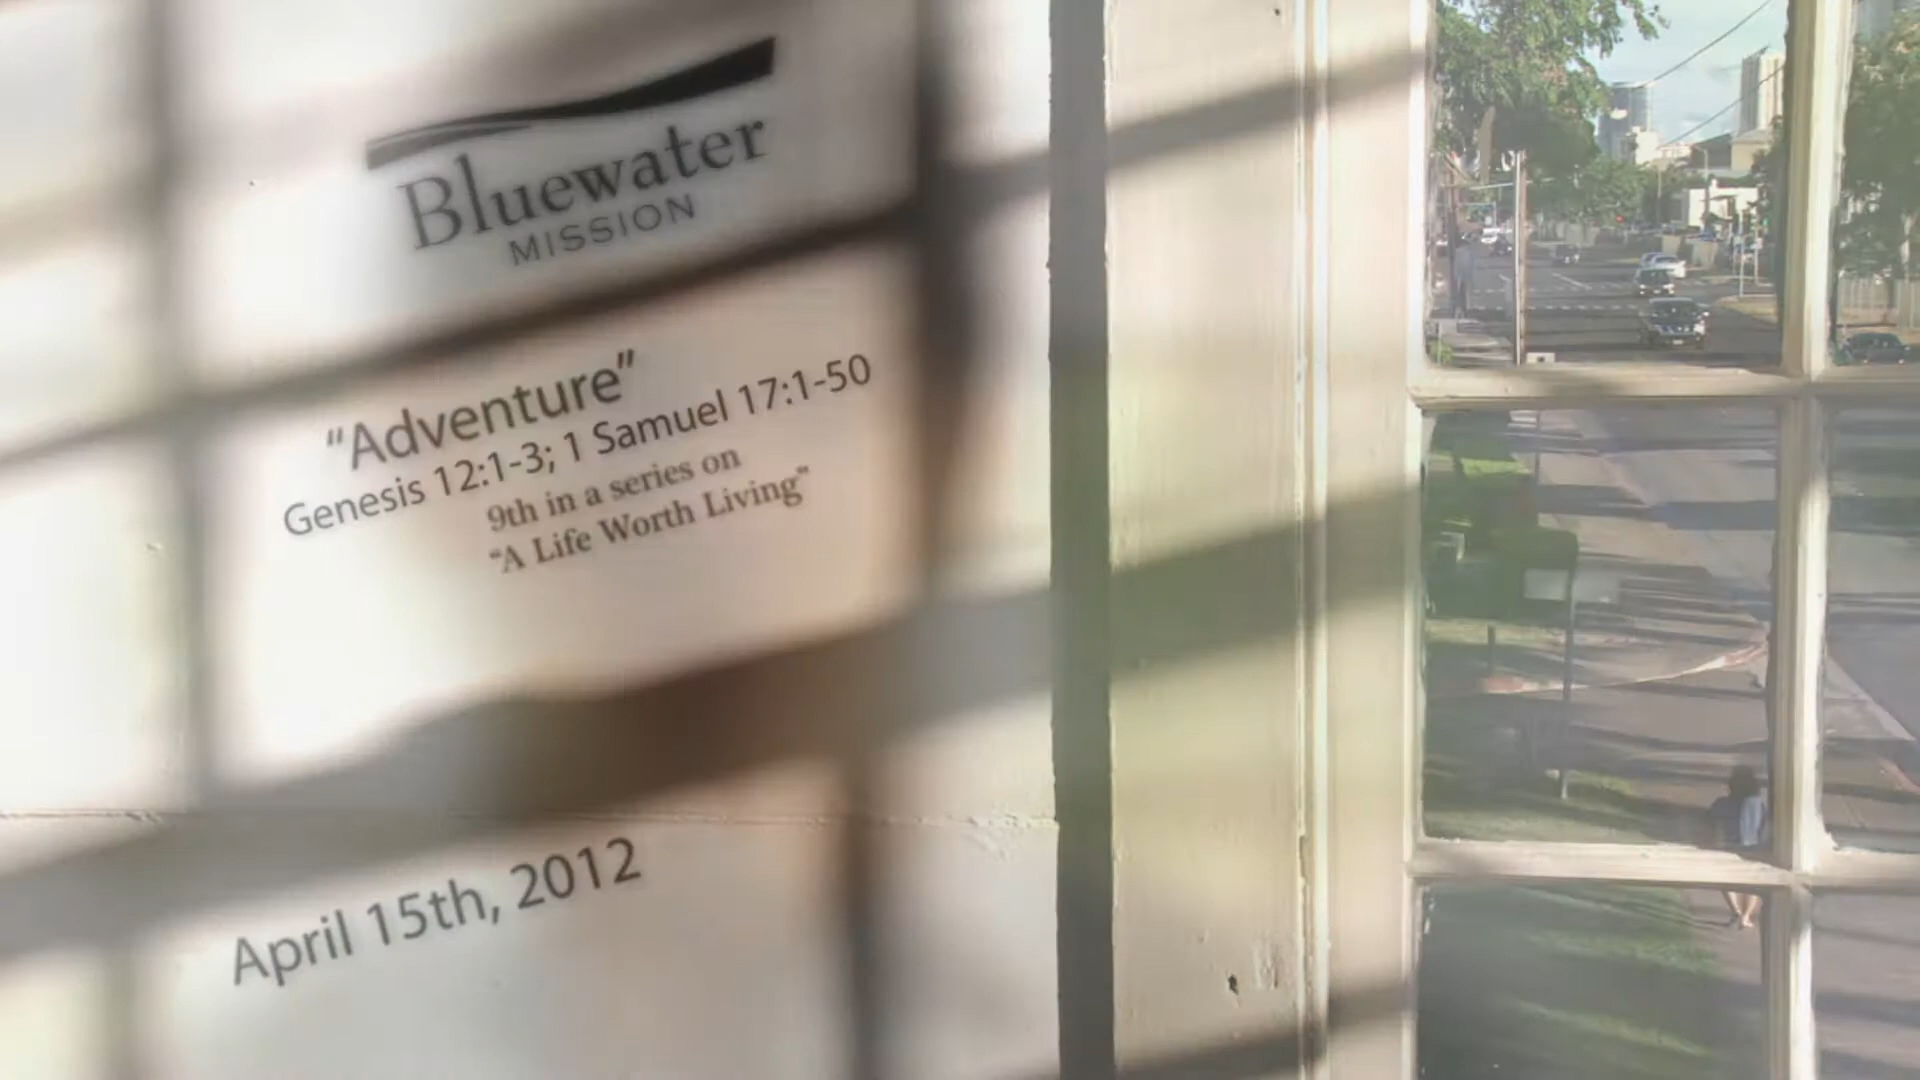 Bluewater
MISSION
“Adventure”
Genesis 12:1-3; 1 Samuel 17:1-50
9th in a series on
“A Life Worth Living”
April 15th, 2012